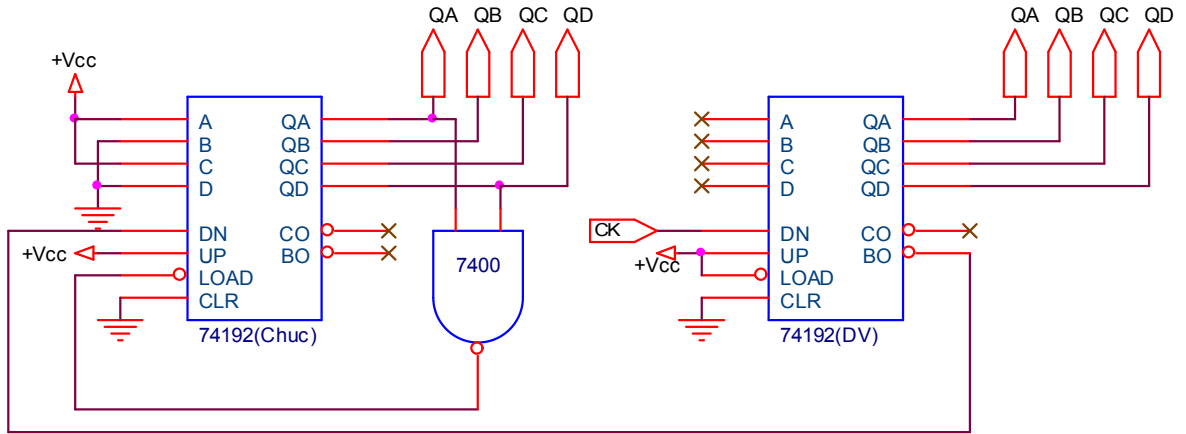 QA QB QC QD
QA QB QC QD
+Vcc
A QA
B QB
C QC
D QD
DN CO
UP BO
LOAD
CLR
+Vcc
74192(Chuc)
7400
A QA
B QB
C QC
D QD
CK
DN CO
UP BO
LOAD
CLR
+Vcc
74192(DV)